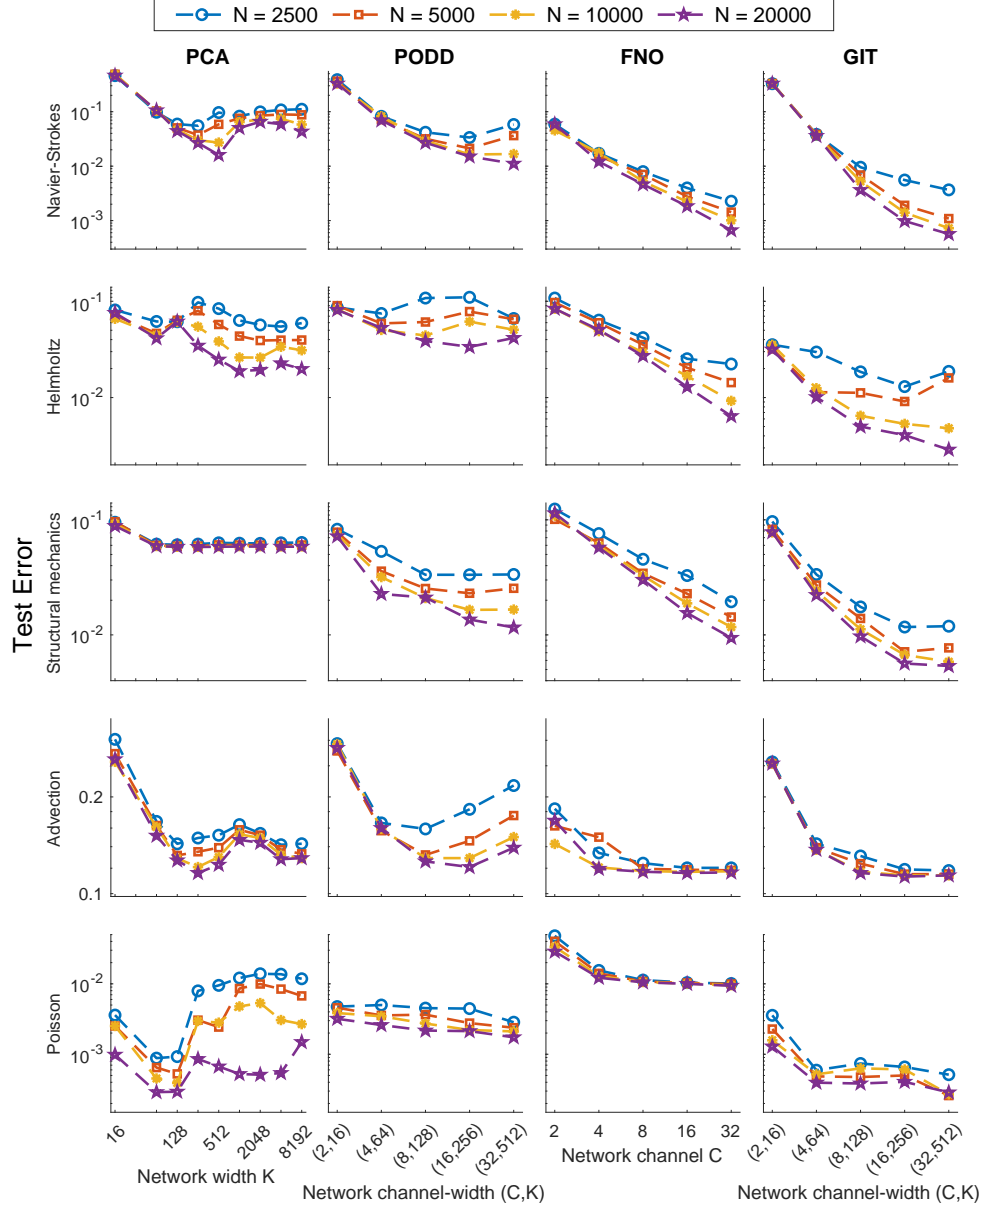 N = 2500 N = 5000 N = 10000 N = 20000
PCA PODD FNO GIT
Test Error
Navier-Strokes
10^-1
10^-2
10^-3
Helmholtz
10^-1
10^-2
Structural mechanics
10^-1
10^-2
Advection
0.2
0.1
Poisson
10^-2
10^-3
16 128 512 2048 8192
Network width K
(2,16) (4,64) (8,128) (16,256) (32,512)
Network channel-width (C,K)
2 4 8 16 32
Network channel C
(2,16) (4,64) (8,128) (16,256) (32,512)
Network channel-width (C,K)